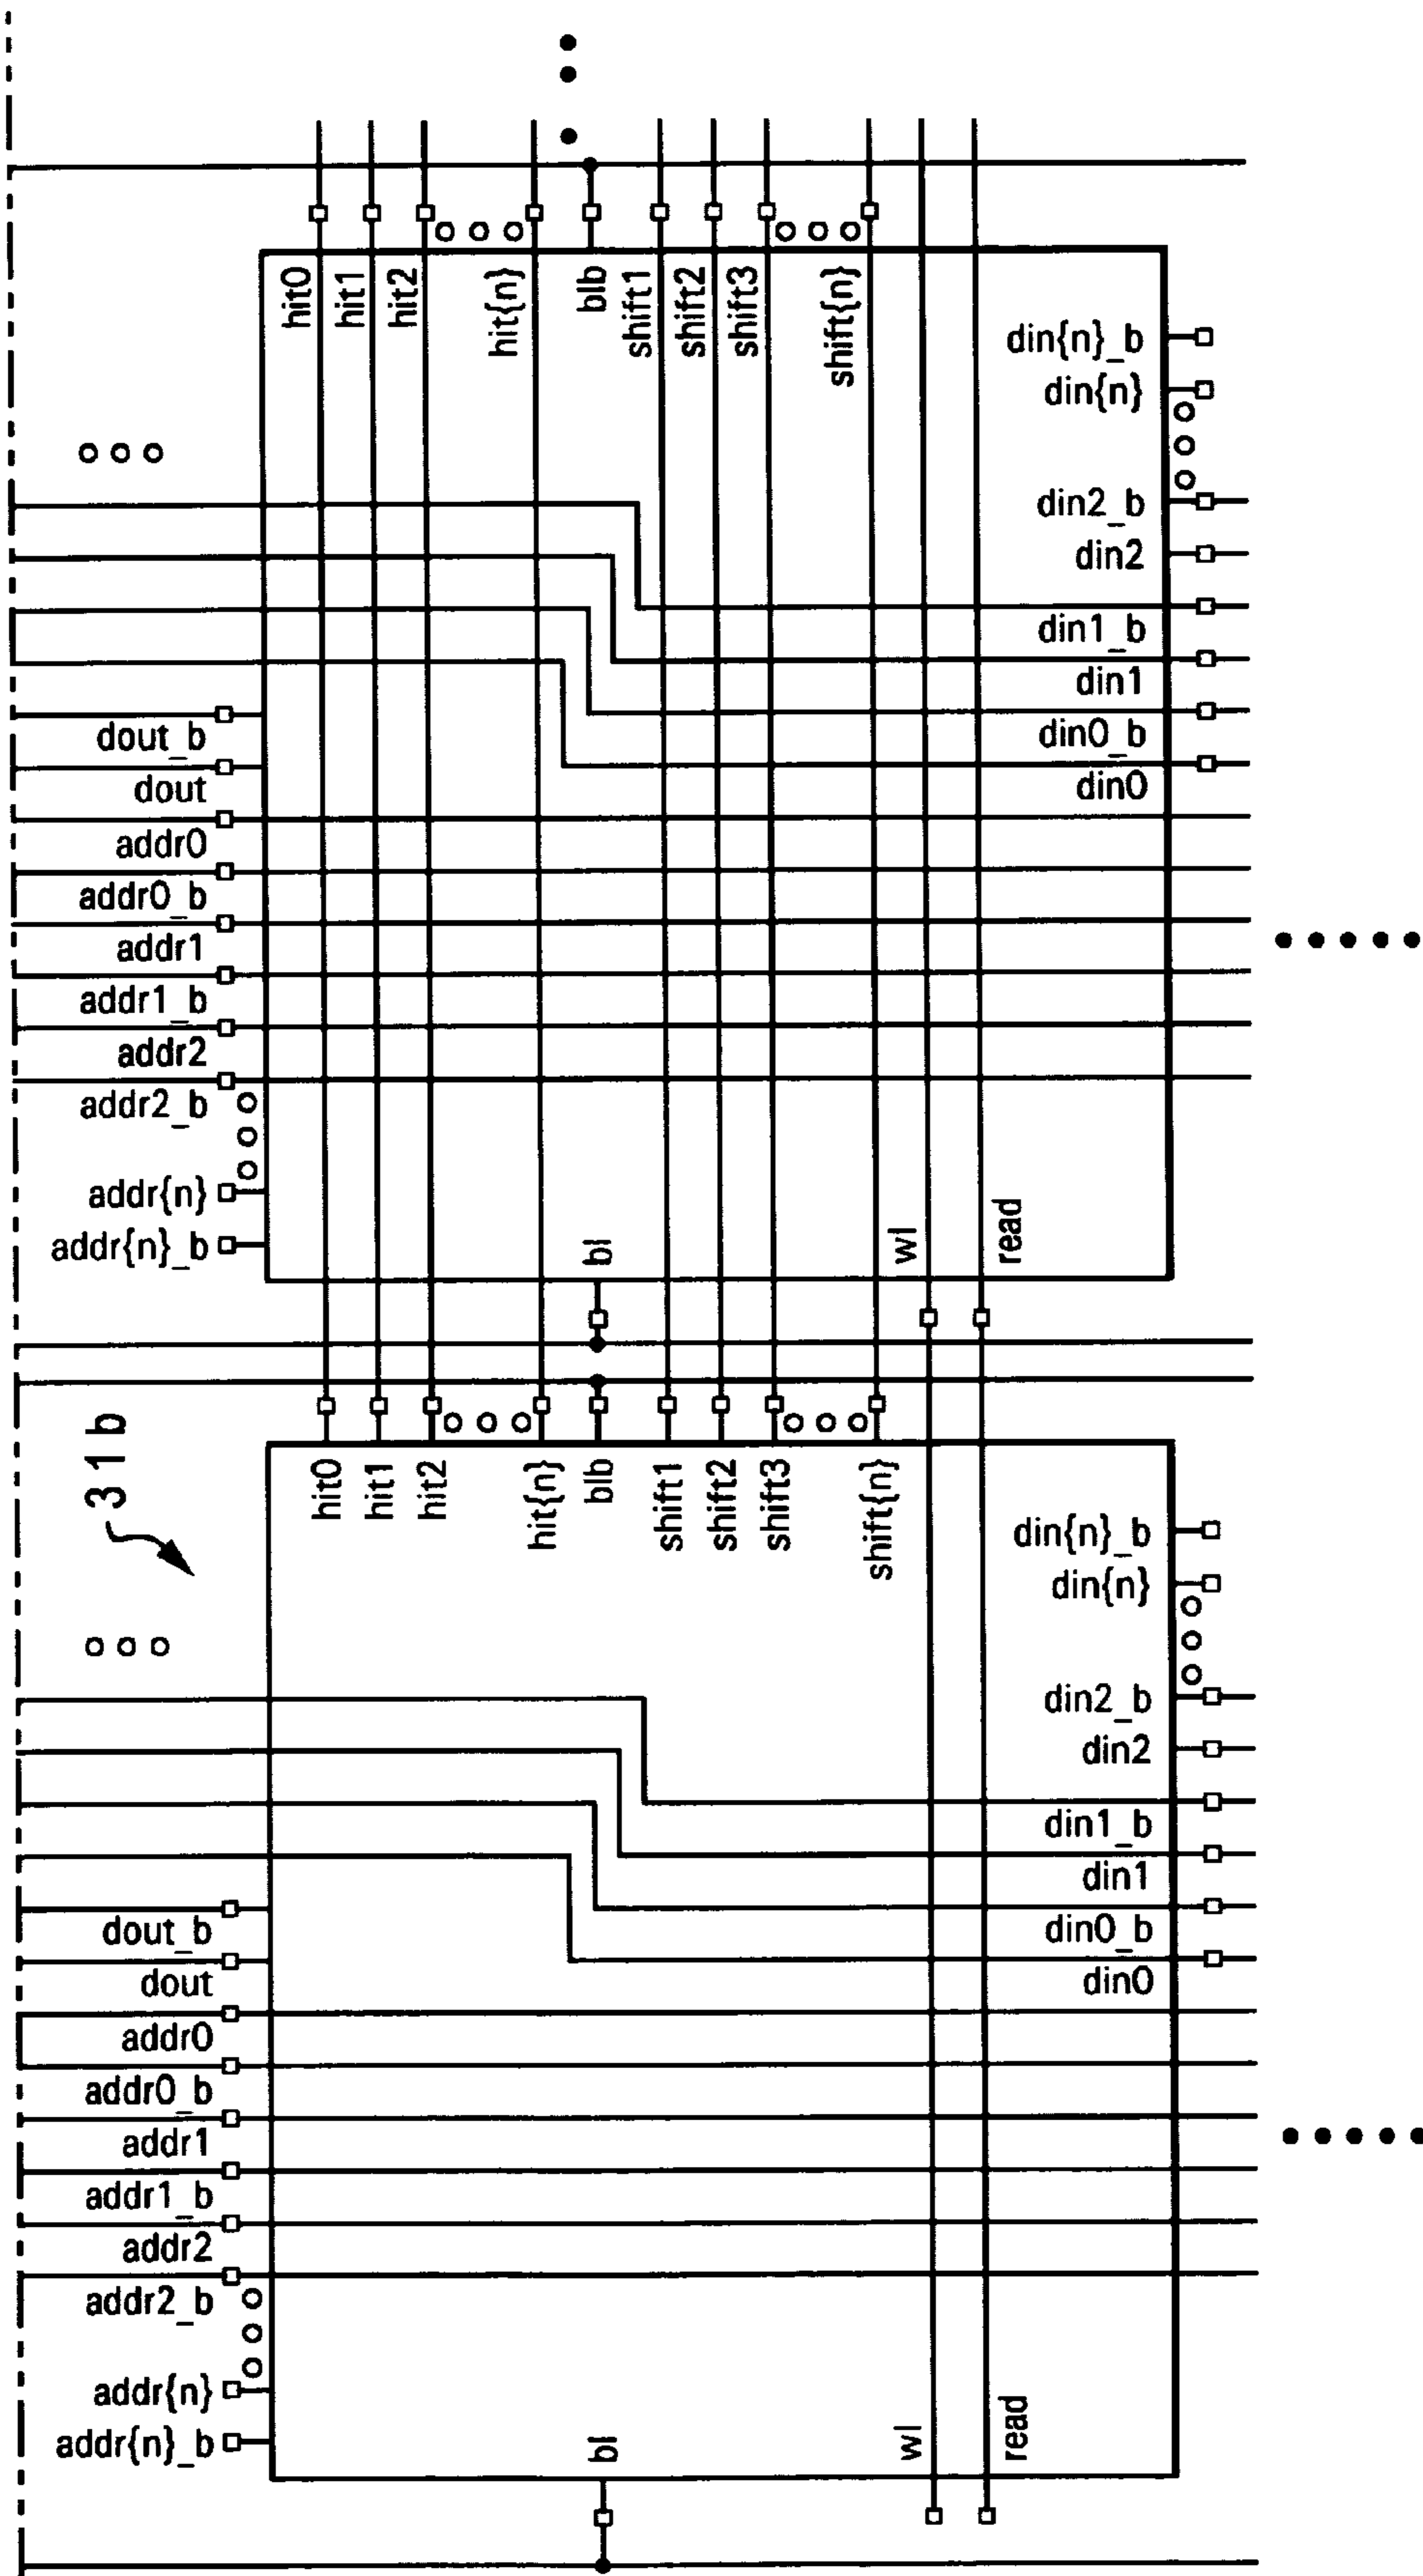 hit0
hit1
hit2
hit{n}
blb
shift1
shift2
shift3
shift{n}
din{n}_b
din{n}
din2_b
din2
din1_b
din1
din0_b
din0
dout_b
dout
addr0
addr0_b
addr1
addr1_b
addr2
addr2_b
addr{n}
addr{n}_b
bl
wl
read
31b
hit0
hit1
hit2
hit{n}
blb
shift1
shift2
shift3
shift{n}
din{n}_b
din{n}
din2_b
din2
din1_b
din1
din0_b
din0
dout_b
dout
addr0
addr0_b
addr1
addr1_b
addr2
addr2_b
addr{n}
addr{n}_b
bl
wl
read